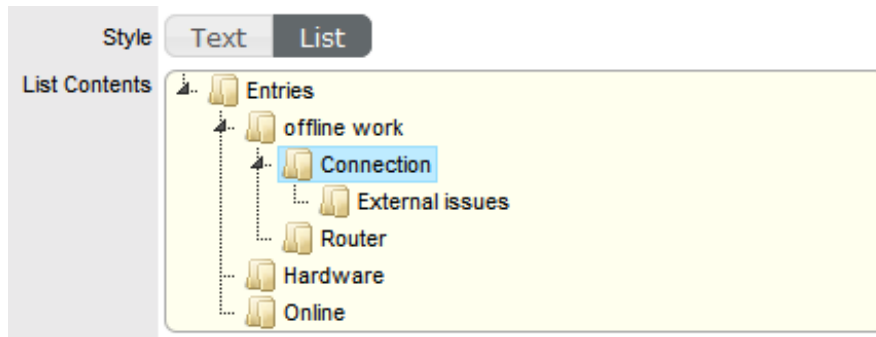 Style Text List
List Contents Entries
offline work
Connection
External issues
Router
Hardware
Online